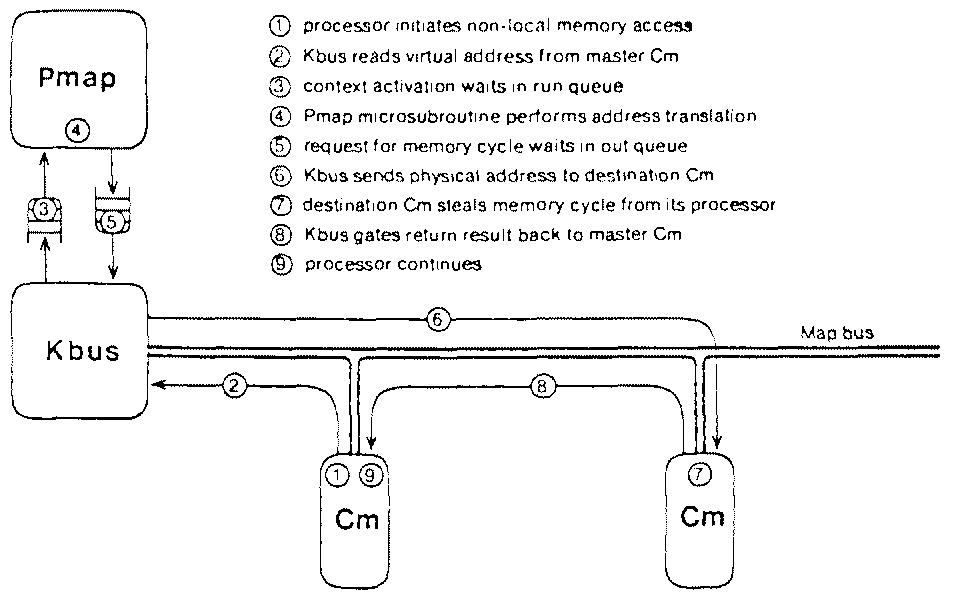 ① processor initiates non-local memory access
② Kbus reads virtual address from master Cm
③ context activation waits in run queue
④ Pmap microsubroutine performs address translation
⑤ request for memory cycle waits in out queue
⑥ Kbus sends physical address to destination Cm
⑦ destination Cm steals memory cycle from its processor
⑧ Kbus gates return result back to master Cm
⑨ processor continues
Pmap
④
③ ⑤
⑥
Map bus
Kbus
② ⑧
① ⑨ ⑦
Cm Cm